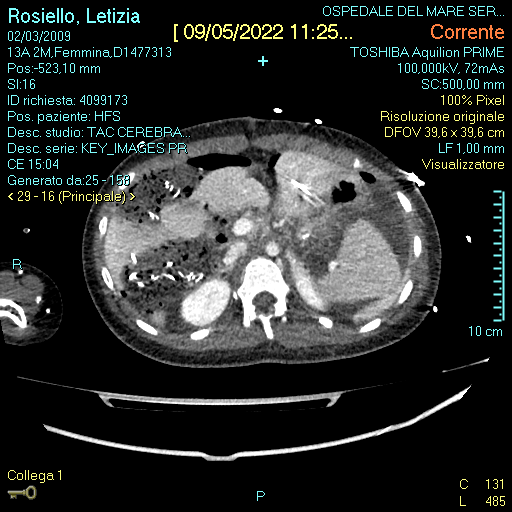 Rosiello, Letizia
02/03/2009
13A 2M,Femmina,D1477313
Pos:-523,10 mm
SI:16
ID richiesta: 4099173
Pos. paziente: HFS
Desc. studio: TAC CEREBRA...
Desc. serie: KEY_IMAGES PR
CE 15:04
Generato da:25 - 158
< 29 - 16 (Principale) >
[ 09/05/2022 11:25...
OSPEDALE DEL MARE SER...
Corrente
TOSHIBA Aquilion PRIME
100,000kV, 72mAs
SC:500,00 mm
100% Pixel
Risoluzione originale
DFOV 39,6 x 39,6 cm
LF 1,00 mm
Visualizzatore
R
10 cm
Collega 1
P
C 131
L 485